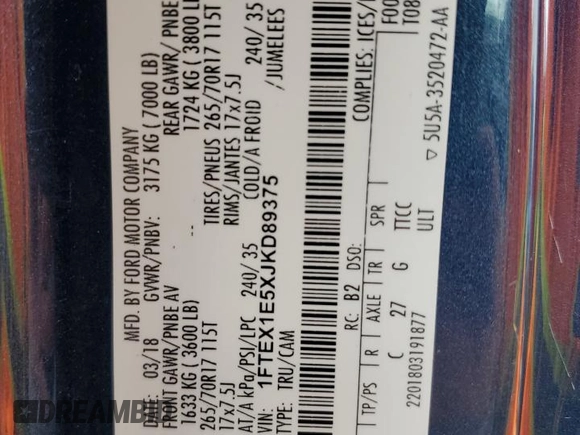 MFD. BY FORD MOTOR COMPANY
DATE: 03/18 GVWR/PNBV: 3175 KG ( 7000 LB)
FRONT GAWR/ PNBE AV REAR GAWR/ PNBE
1633 KG ( 3600 LB) -- 1724 KG ( 3800 LB
265/70R17 115T TIRES/PNEUS 265/70R17 115T
17x7.5J RIMS/JANTES 17x7.5J
AT/A kPa/PSI/LPC 240/ 35 COLD/A FROID 240/ 35
VIN: 1FTEX1E5XJKD89375 /JUMELEES
TYPE: TRU/CAM
COMPLIES: ICES/
RC: B2 DSO: F00
T08
TP/PS R AXLE TR SPR
C 27 G TTCC
2201803191877 ULT
▽ 5U5A-3520472-AA
DREAMBID